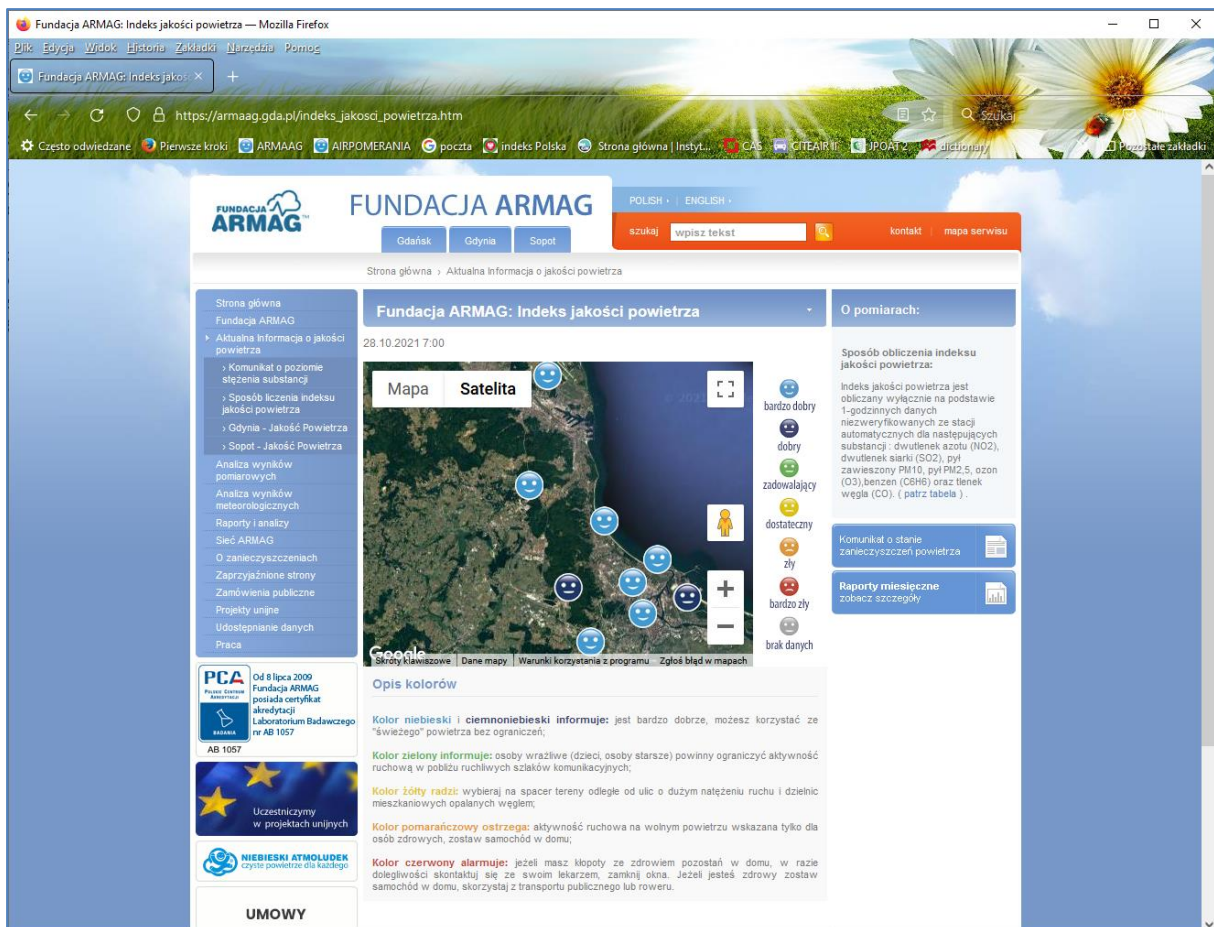 Fundacja ARMAG: Indeks jakości powietrza — Mozilla Firefox
Plik Edycja Widok Historia Zakładki Narzędzia Pomoc
Fundacja ARMAG: Indeks jakoś
https://armaag.gda.pl/indeks_jakosci_powietrza.htm
Szukaj
Często odwiedzane Pierwsze kroki ARMAAG AIRPOMERANIA poczta indeks Polska Strona główna | Instyt... CAS CITEAIR II JPOAT 2 dictionary Pozostałe zakładki
FUNDACJA
ARMAG™
FUNDACJA ARMAG
POLISH | ENGLISH
Gdańsk Gdynia Sopot
szukaj wpisz tekst kontakt | mapa serwisu
Strona główna › Aktualna Informacja o jakości powietrza
Strona główna
Fundacja ARMAG
Aktualna Informacja o jakości
powietrza
› Komunikat o poziomie
stężenia substancji
› Sposób liczenia indeksu
jakości powietrza
› Gdynia - Jakość Powietrza
› Sopot - Jakość Powietrza
Analiza wyników
pomiarowych
Analiza wyników
meteorologicznych
Raporty i analizy
Sieć ARMAG
O zanieczyszczeniach
Zaprzyjaźnione strony
Zamówienia publiczne
Projekty unijne
Udostępnianie danych
Praca
PCA
POLSKIE CENTRUM
AKREDYTACJI
BADANIA
Od 8 lipca 2009
Fundacja ARMAG
posiada certyfikat
akredytacji
Laboratorium Badawczego
nr AB 1057
AB 1057
Uczestniczymy
w projektach unijnych
NIEBIESKI ATMOLUDEK
czyste powietrze dla każdego
UMOWY
Fundacja ARMAG: Indeks jakości powietrza
28.10.2021 7:00
Mapa Satelita
© 2021
Google
Skróty klawiszowe Dane mapy Warunki korzystania z programu Zgłoś błąd w mapach
bardzo dobry
dobry
zadowalający
dostateczny
zły
bardzo zły
brak danych
Opis kolorów
Kolor niebieski i ciemnoniebieski informuje: jest bardzo dobrze, możesz korzystać ze
"świeżego" powietrza bez ograniczeń;
Kolor zielony informuje: osoby wrażliwe (dzieci, osoby starsze) powinny ograniczyć aktywność
ruchową w pobliżu ruchliwych szlaków komunikacyjnych;
Kolor żółty radzi: wybieraj na spacer tereny odległe od ulic o dużym natężeniu ruchu i dzielnic
mieszkaniowych opalanych węglem;
Kolor pomarańczowy ostrzega: aktywność ruchowa na wolnym powietrzu wskazana tylko dla
osób zdrowych, zostaw samochód w domu;
Kolor czerwony alarmuje: jeżeli masz kłopoty ze zdrowiem pozostań w domu, w razie
dolegliwości skontaktuj się ze swoim lekarzem, zamknij okna. Jeżeli jesteś zdrowy zostaw
samochód w domu, skorzystaj z transportu publicznego lub roweru.
O pomiarach:
Sposób obliczenia indeksu
jakości powietrza:
Indeks jakości powietrza jest
obliczany wyłącznie na podstawie
1-godzinnych danych
niezweryfikowanych ze stacji
automatycznych dla następujących
substancji : dwutlenek azotu (NO2),
dwutlenek siarki (SO2), pył
zawieszony PM10, pył PM2,5, ozon
(O3),benzen (C6H6) oraz tlenek
węgla (CO). ( patrz tabela ) .
Komunikat o stanie
zanieczyszczeń powietrza
Raporty miesięczne
zobacz szczegóły